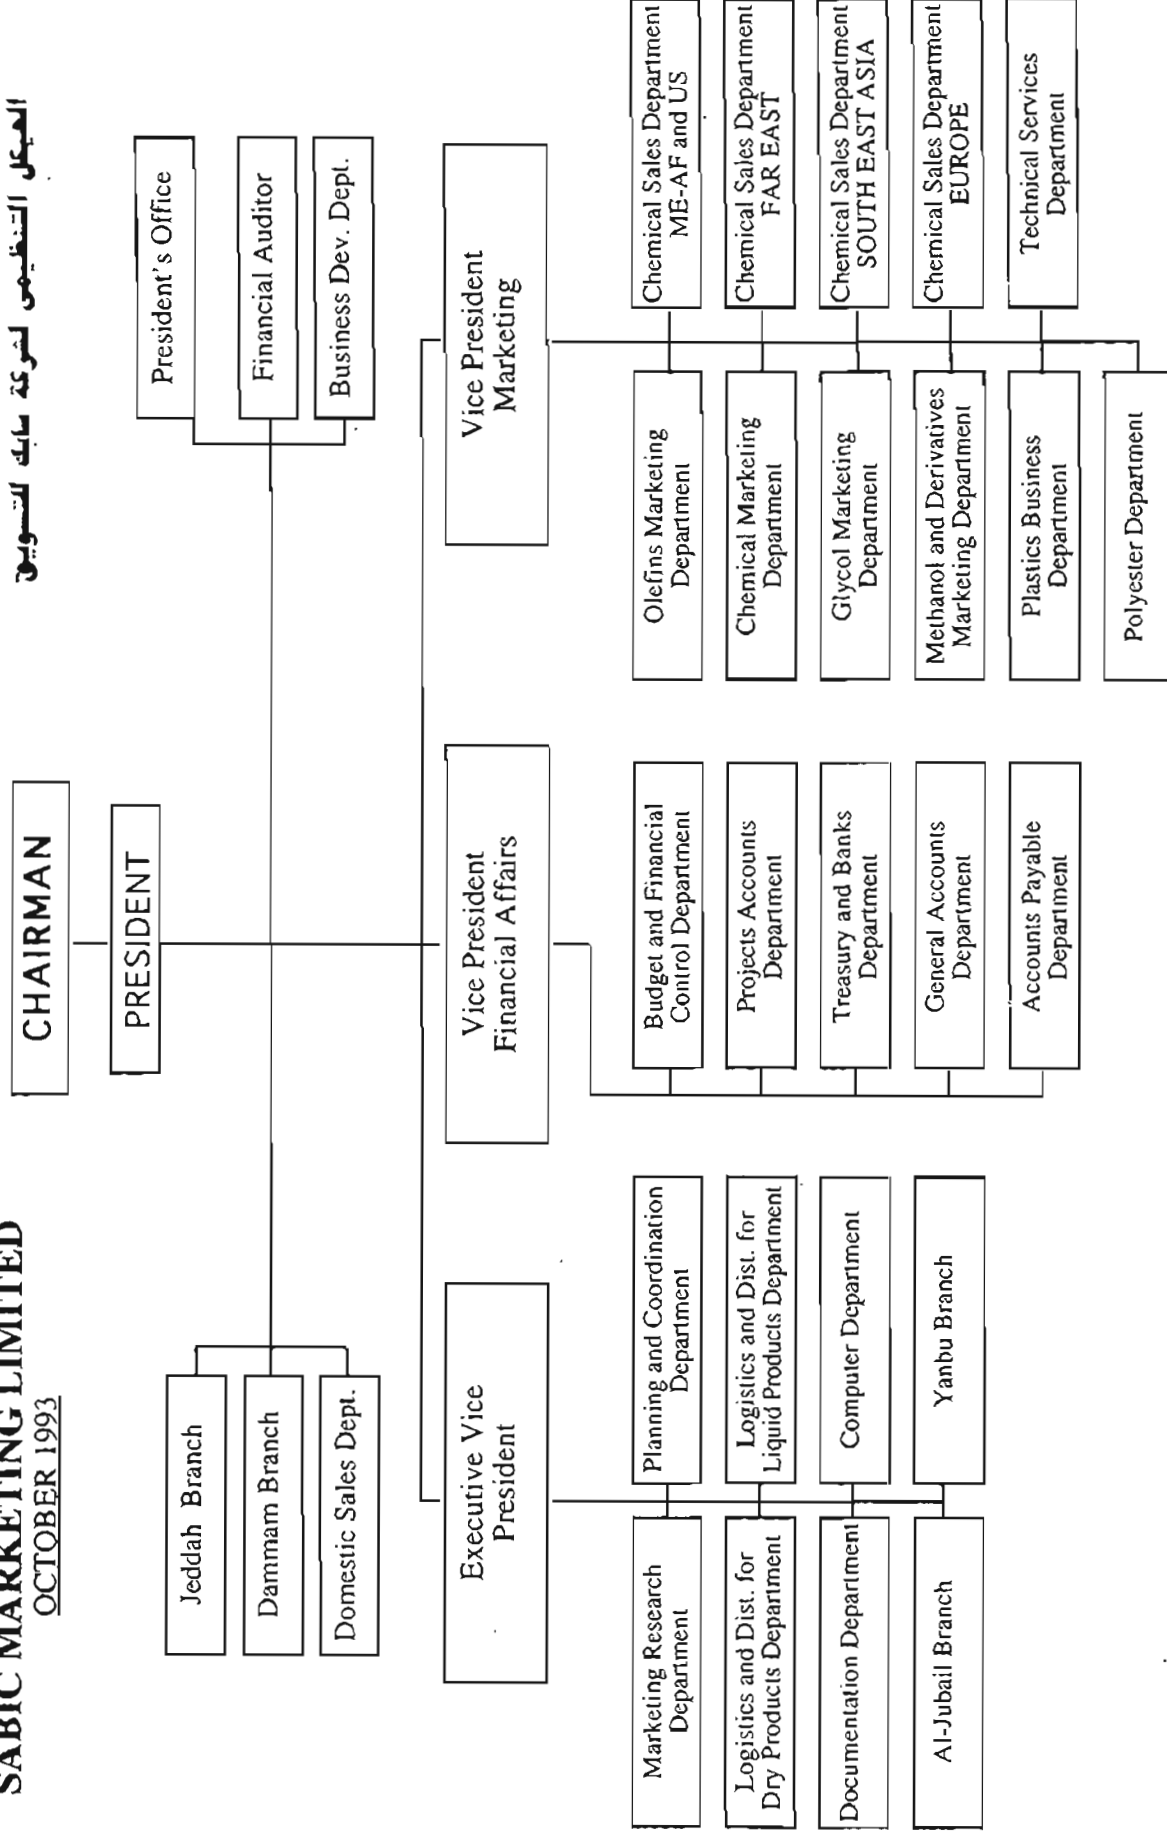 SABIC MARKETING LIMITED
OCTOBER 1993
الهيكل التنظيمى لشركة سابك للتسويق
CHAIRMAN
PRESIDENT
Jeddah Branch
Dammam Branch
Domestic Sales Dept.
President's Office
Financial Auditor
Business Dev. Dept.
Executive Vice
President
Vice President
Financial Affairs
Vice President
Marketing
Marketing Research
Department
Planning and Coordination
Department
Logistics and Dist. for
Dry Products Department
Logistics and Dist. for
Liquid Products Department
Documentation Department
Computer Department
Al-Jubail Branch
Yanbu Branch
Budget and Financial
Control Department
Projects Accounts
Department
Treasury and Banks
Department
General Accounts
Department
Accounts Payable
Department
Olefins Marketing
Department
Chemical Sales Department
ME-AF and US
Chemical Marketing
Department
Chemical Sales Department
FAR EAST
Glycol Marketing
Department
Chemical Sales Department
SOUTH EAST ASIA
Methanol and Derivatives
Marketing Department
Chemical Sales Department
EUROPE
Plastics Business
Department
Technical Services
Department
Polyester Department